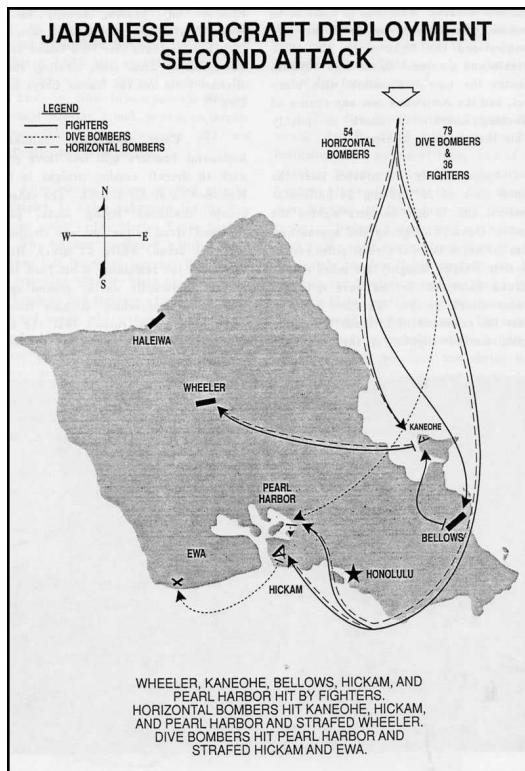 JAPANESE AIRCRAFT DEPLOYMENT
SECOND ATTACK
LEGEND
FIGHTERS
DIVE BOMBERS
HORIZONTAL BOMBERS
54
HORIZONTAL
BOMBERS
79
DIVE BOMBERS
&
36
FIGHTERS
N
W
E
S
HALEIWA
WHEELER
KANEOHE
PEARL
HARBOR
BELLOWS
EWA
HONOLULU
HICKAM
WHEELER, KANEOHE, BELLOWS, HICKAM, AND
PEARL HARBOR HIT BY FIGHTERS.
HORIZONTAL BOMBERS HIT KANEOHE, HICKAM,
AND PEARL HARBOR AND STRAFED WHEELER.
DIVE BOMBERS HIT PEARL HARBOR AND
STRAFED HICKAM AND EWA.